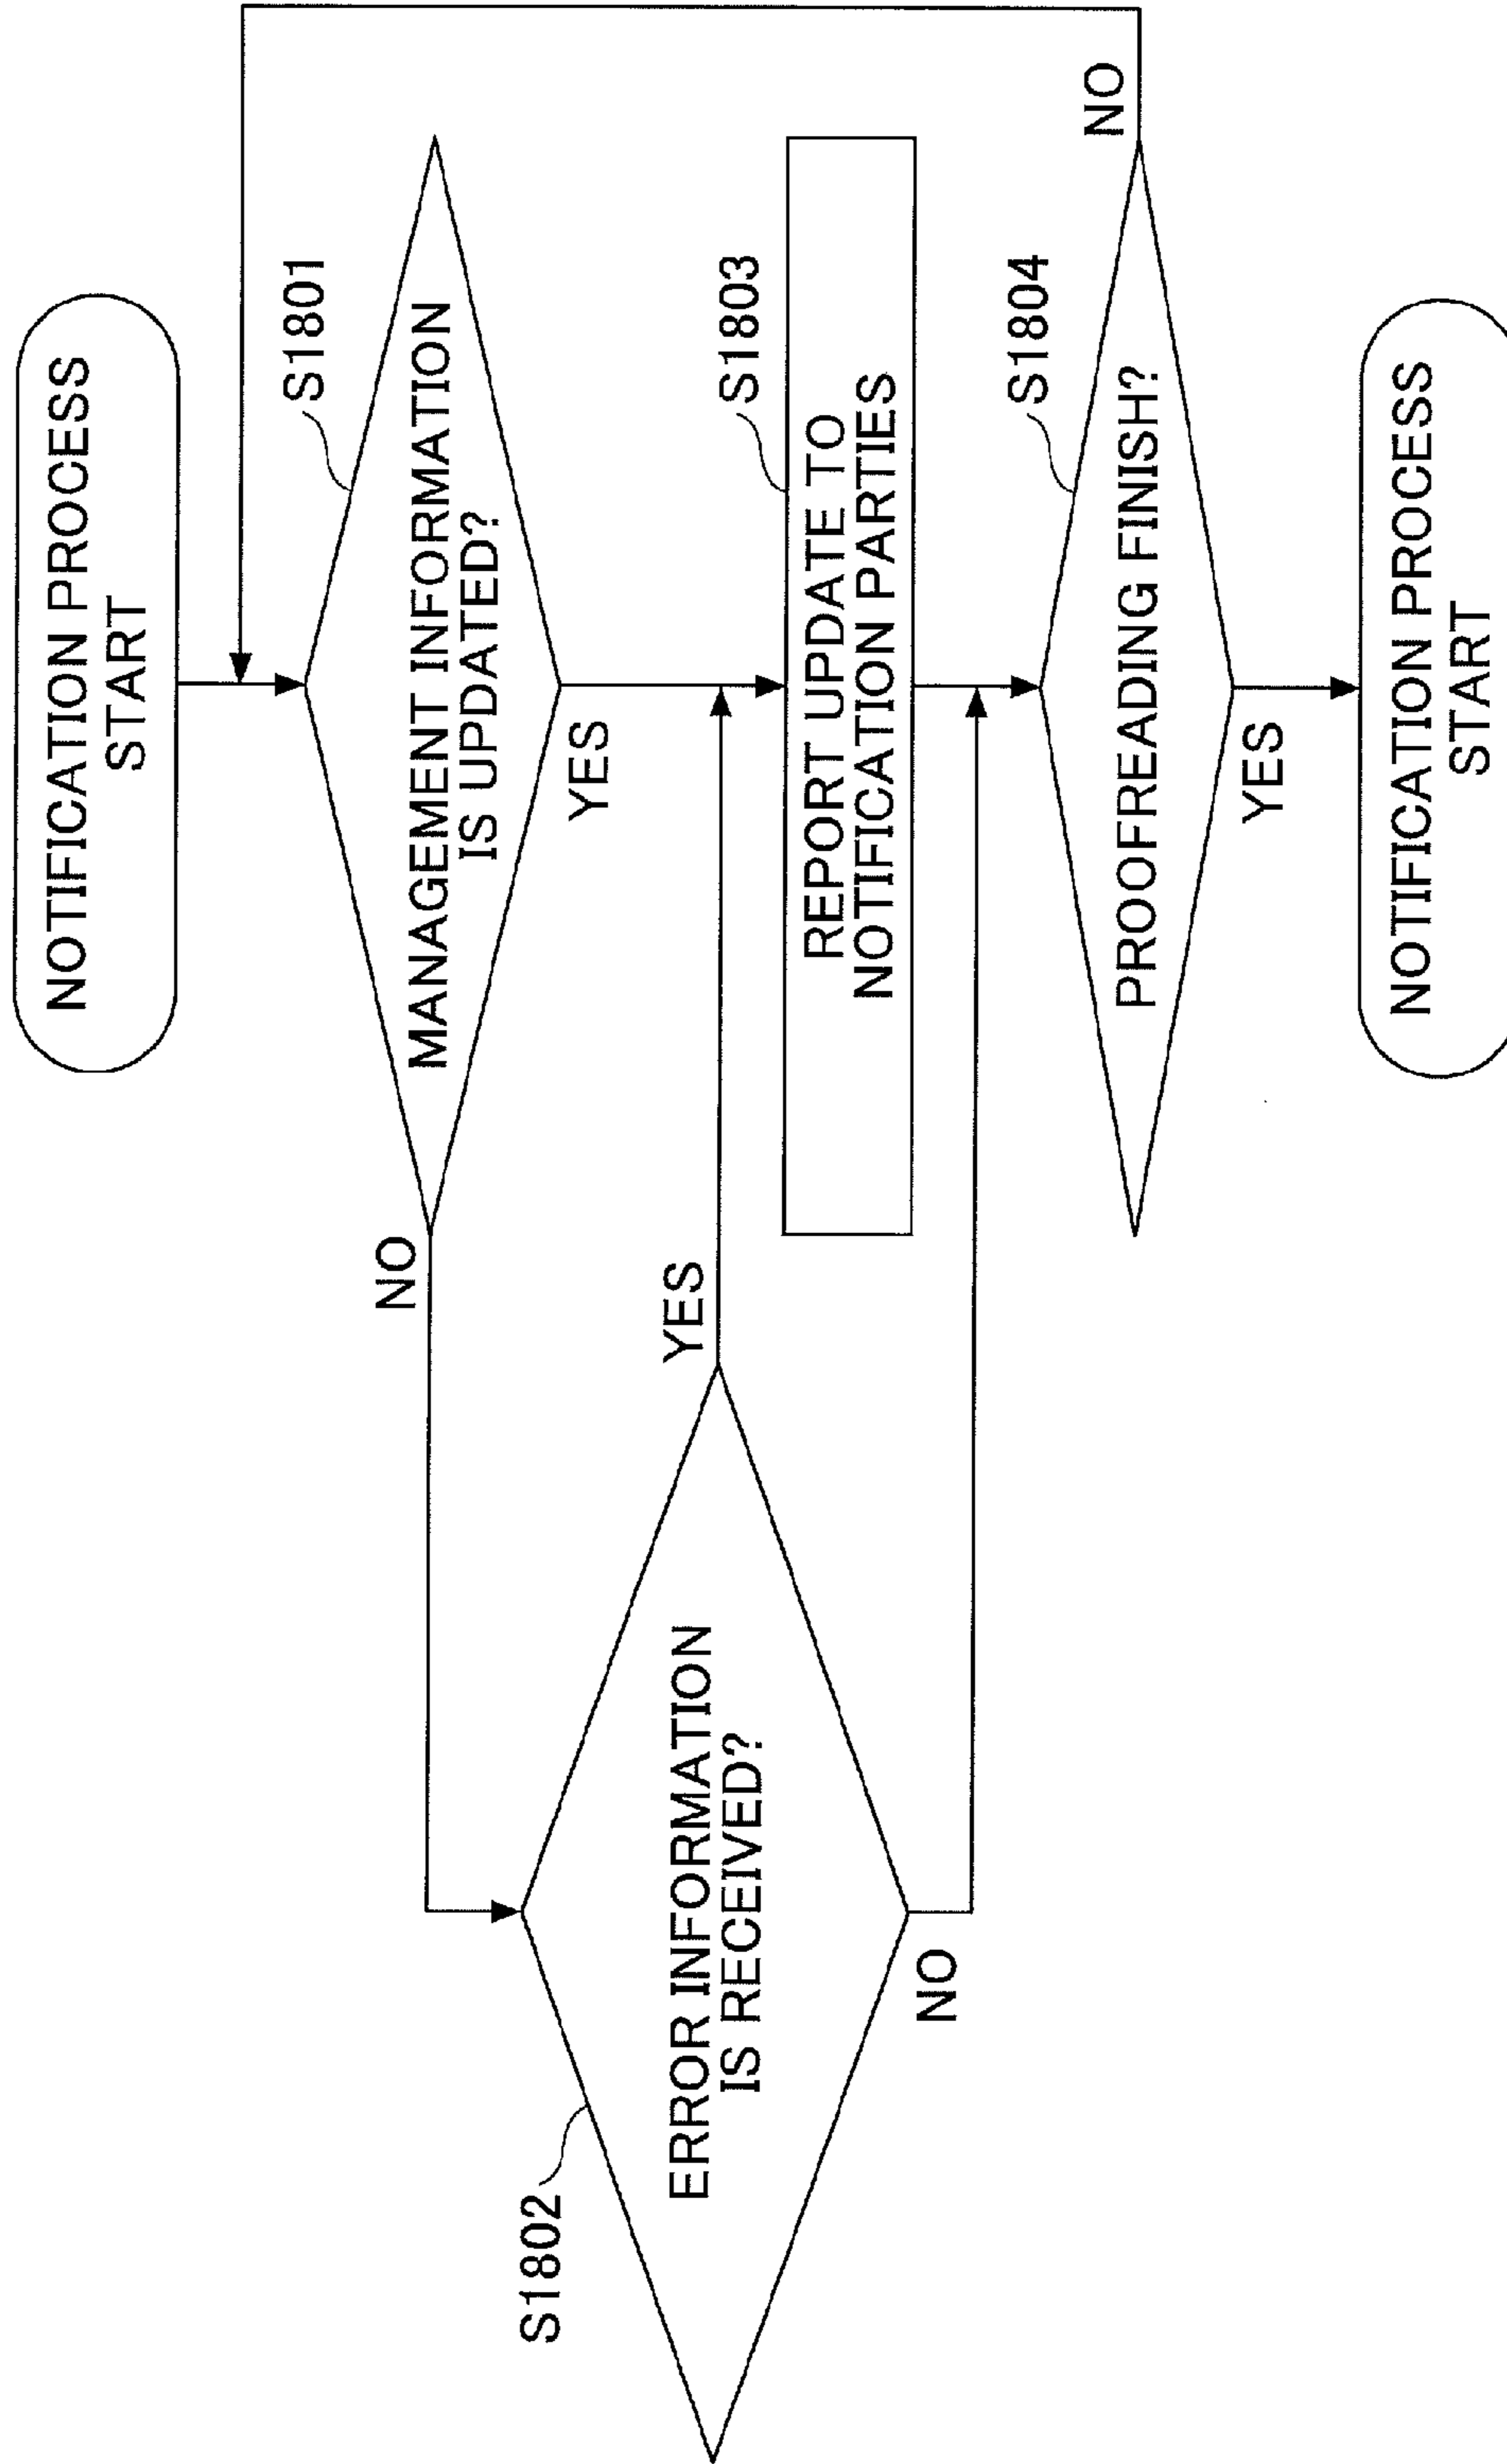 NOTIFICATION PROCESS
START
S1801
MANAGEMENT INFORMATION
IS UPDATED?
NO
YES
S1802
ERROR INFORMATION
IS RECEIVED?
YES
NO
S1803
REPORT UPDATE TO
NOTIFICATION PARTIES
S1804
PROOFREADING FINISH?
NO
YES
NOTIFICATION PROCESS
START